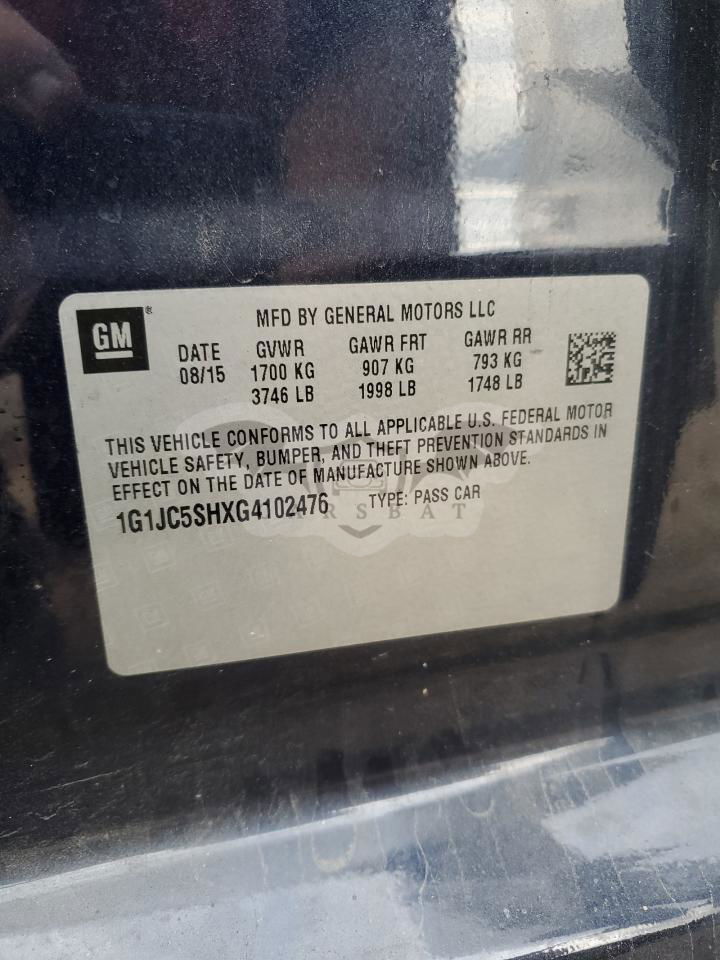 GM ®
MFD BY GENERAL MOTORS LLC
DATE GVWR GAWR FRT GAWR RR
08/15 1700 KG 907 KG 793 KG
3746 LB 1998 LB 1748 LB
THIS VEHICLE CONFORMS TO ALL APPLICABLE U.S. FEDERAL MOTOR
VEHICLE SAFETY, BUMPER, AND THEFT PREVENTION STANDARDS IN
EFFECT ON THE DATE OF MANUFACTURE SHOWN ABOVE.
1G1JC5SHXG4102476 TYPE: PASS CAR
CARSBAT